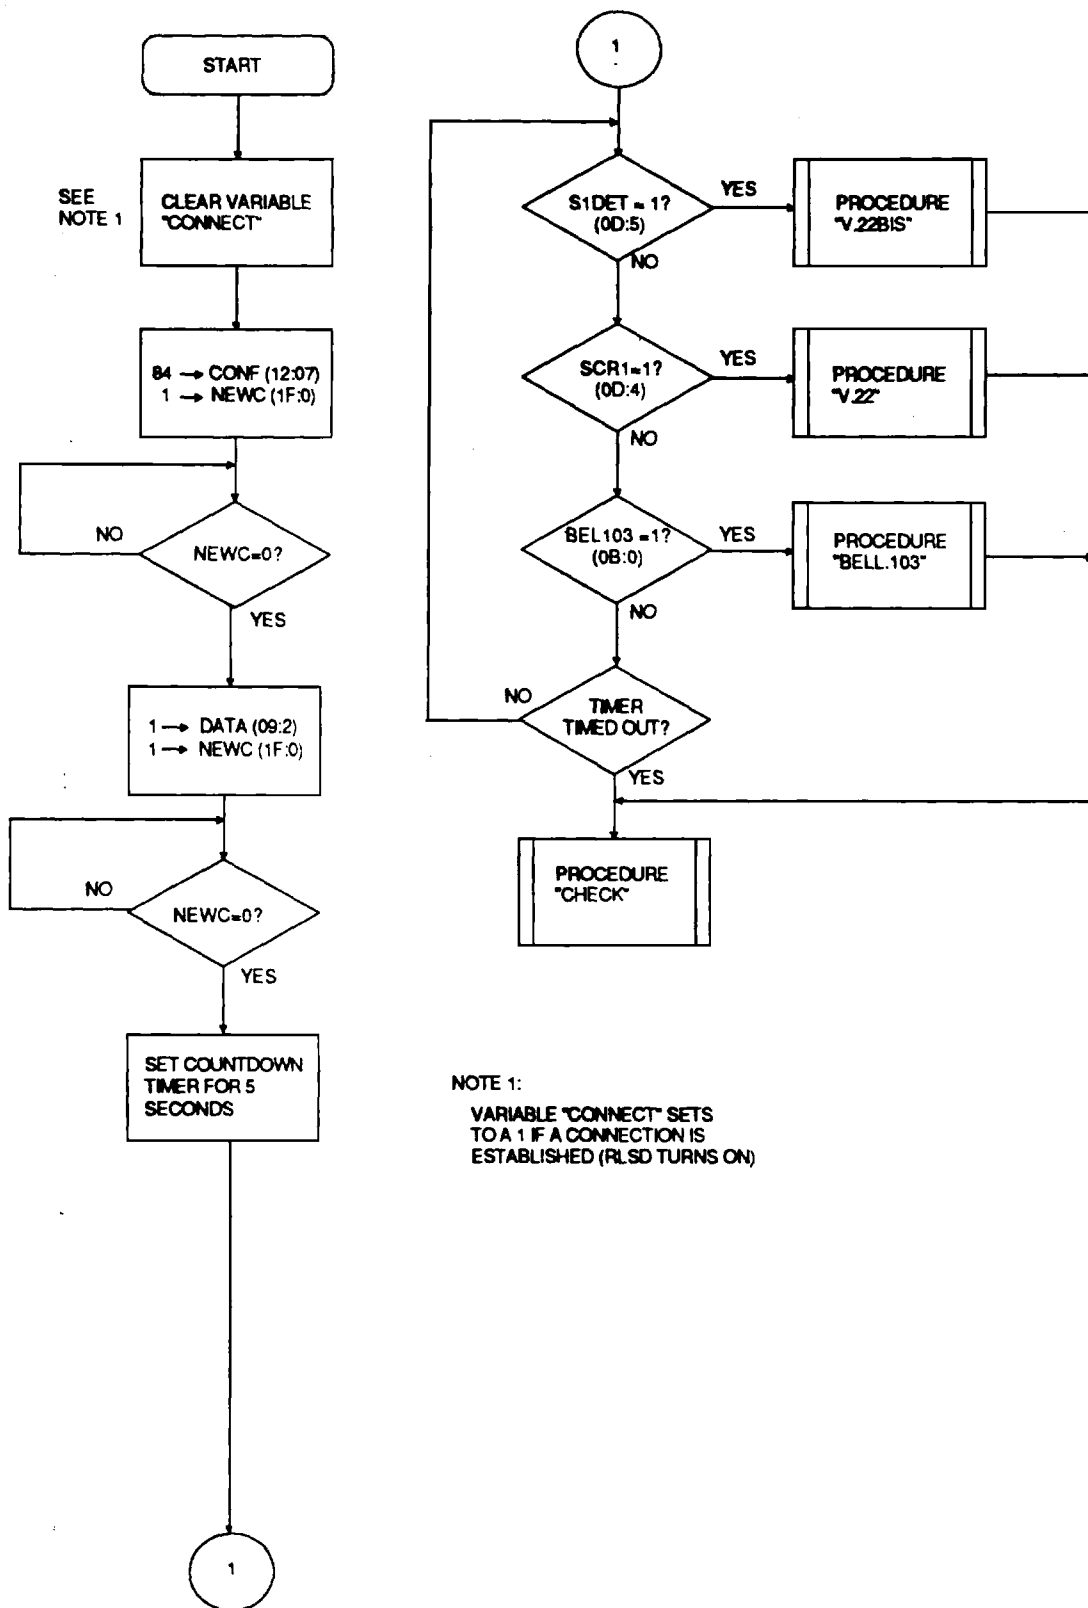 START
SEE
NOTE 1
CLEAR VARIABLE
"CONNECT"
84 → CONF (12:07)
1 → NEWC (1F:0)
NO
NEWC=0?
YES
1 → DATA (09:2)
1 → NEWC (1F:0)
NO
NEWC=0?
YES
SET COUNTDOWN
TIMER FOR 5
SECONDS
1
1
S1DET = 1?
(0D:5)
YES
NO
PROCEDURE
"V.22BIS"
SCR1=1?
(0D:4)
YES
NO
PROCEDURE
"V.22"
BEL103 =1?
(0B:0)
YES
NO
PROCEDURE
"BELL.103"
NO
TIMER
TIMED OUT?
YES
PROCEDURE
"CHECK"
NOTE 1:
VARIABLE "CONNECT" SETS
TO A 1 IF A CONNECTION IS
ESTABLISHED (RLSD TURNS ON)